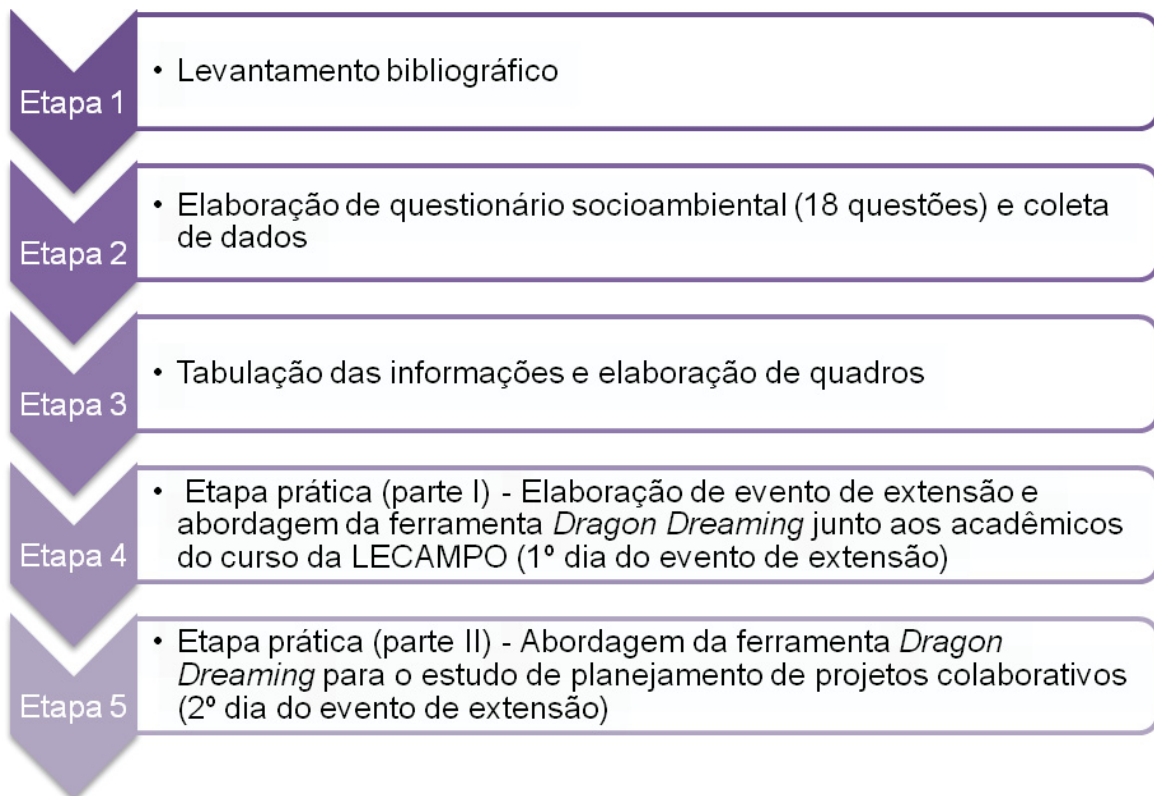 Etapa 1
• Levantamento bibliográfico
Etapa 2
• Elaboração de questionário socioambiental (18 questões) e coleta
de dados
Etapa 3
• Tabulação das informações e elaboração de quadros
Etapa 4
• Etapa prática (parte I) - Elaboração de evento de extensão e
abordagem da ferramenta Dragon Dreaming junto aos acadêmicos
do curso da LECAMPO (1º dia do evento de extensão)
Etapa 5
• Etapa prática (parte II) - Abordagem da ferramenta Dragon
Dreaming para o estudo de planejamento de projetos colaborativos
(2º dia do evento de extensão)